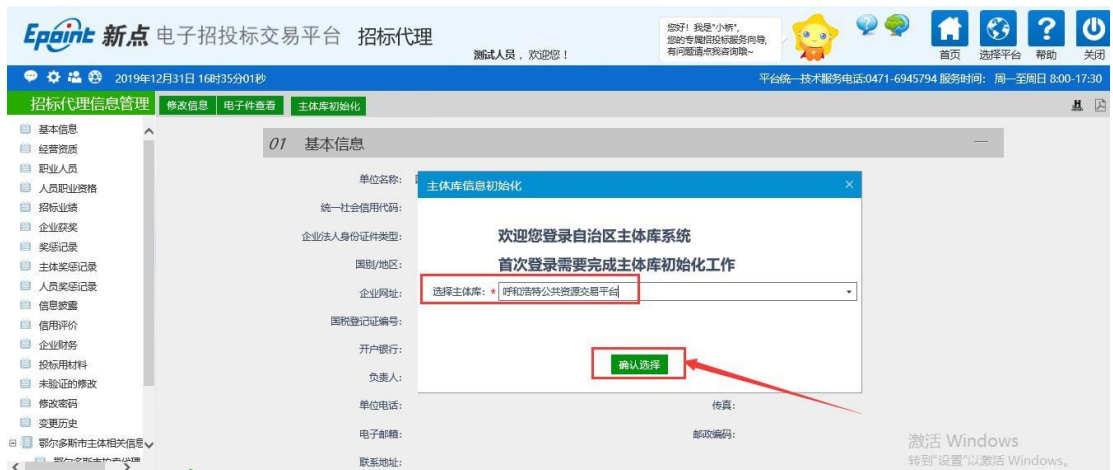 Epoint 新点 电子招投标交易平台 招标代理
测试人员，欢迎您！
您好！我是"小桥"，
您的专属招投标服务向导，
有问题请点我咨询哦~
首页 选择平台 帮助 关闭
2019年12月31日 16时35分01秒
平台统一技术服务电话:0471-6945794 服务时间： 周一至周日 8:00-17:30
招标代理信息管理 修改信息 电子件查看 主体库初始化
基本信息
经营资质
职业人员
人员职业资格
招标业绩
企业获奖
奖惩记录
主体奖惩记录
人员奖惩记录
信息披露
信用评价
企业财务
投标用材料
未验证的修改
修改密码
变更历史
鄂尔多斯市主体相关信息
01 基本信息
单位名称:
统一社会信用代码:
企业法人身份证件类型:
国别/地区:
企业网址:
国税登记证编号:
开户银行:
负责人:
单位电话:
传真:
电子邮箱:
邮政编码:
联系地址:
主体库信息初始化
欢迎您登录自治区主体库系统
首次登录需要完成主体库初始化工作
选择主体库: * 呼和浩特公共资源交易平台
确认选择
激活 Windows
转到"设置"以激活 Windows。